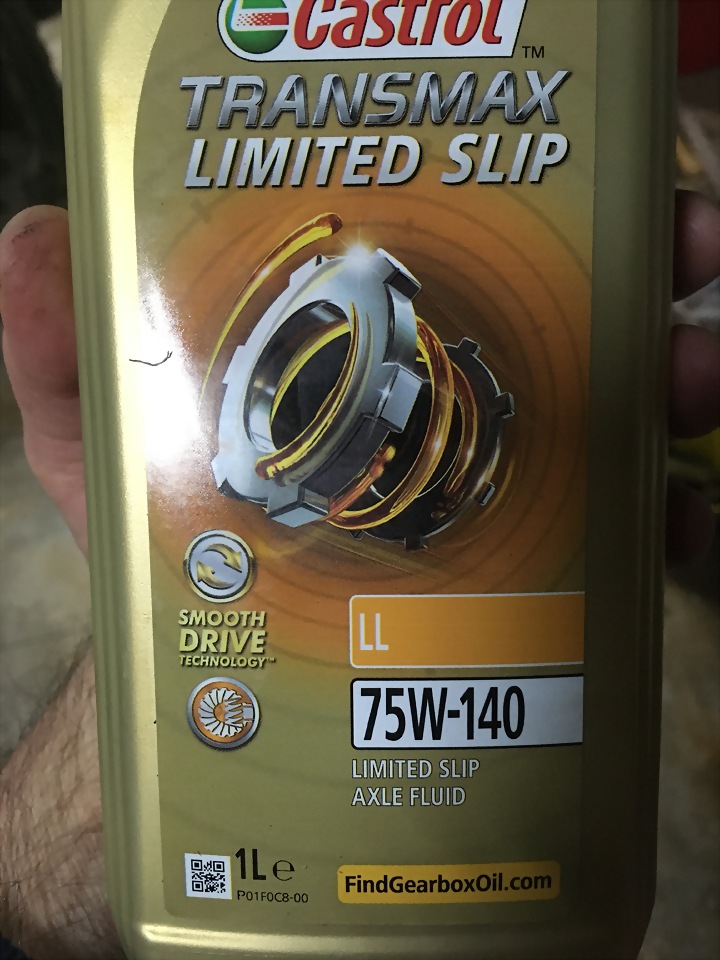 Castrol
TM
TRANSMAX
LIMITED SLIP
SMOOTH
DRIVE
TECHNOLOGY™
LL
75W-140
LIMITED SLIP
AXLE FLUID
1L e
P01F0C8-00
FindGearboxOil.com